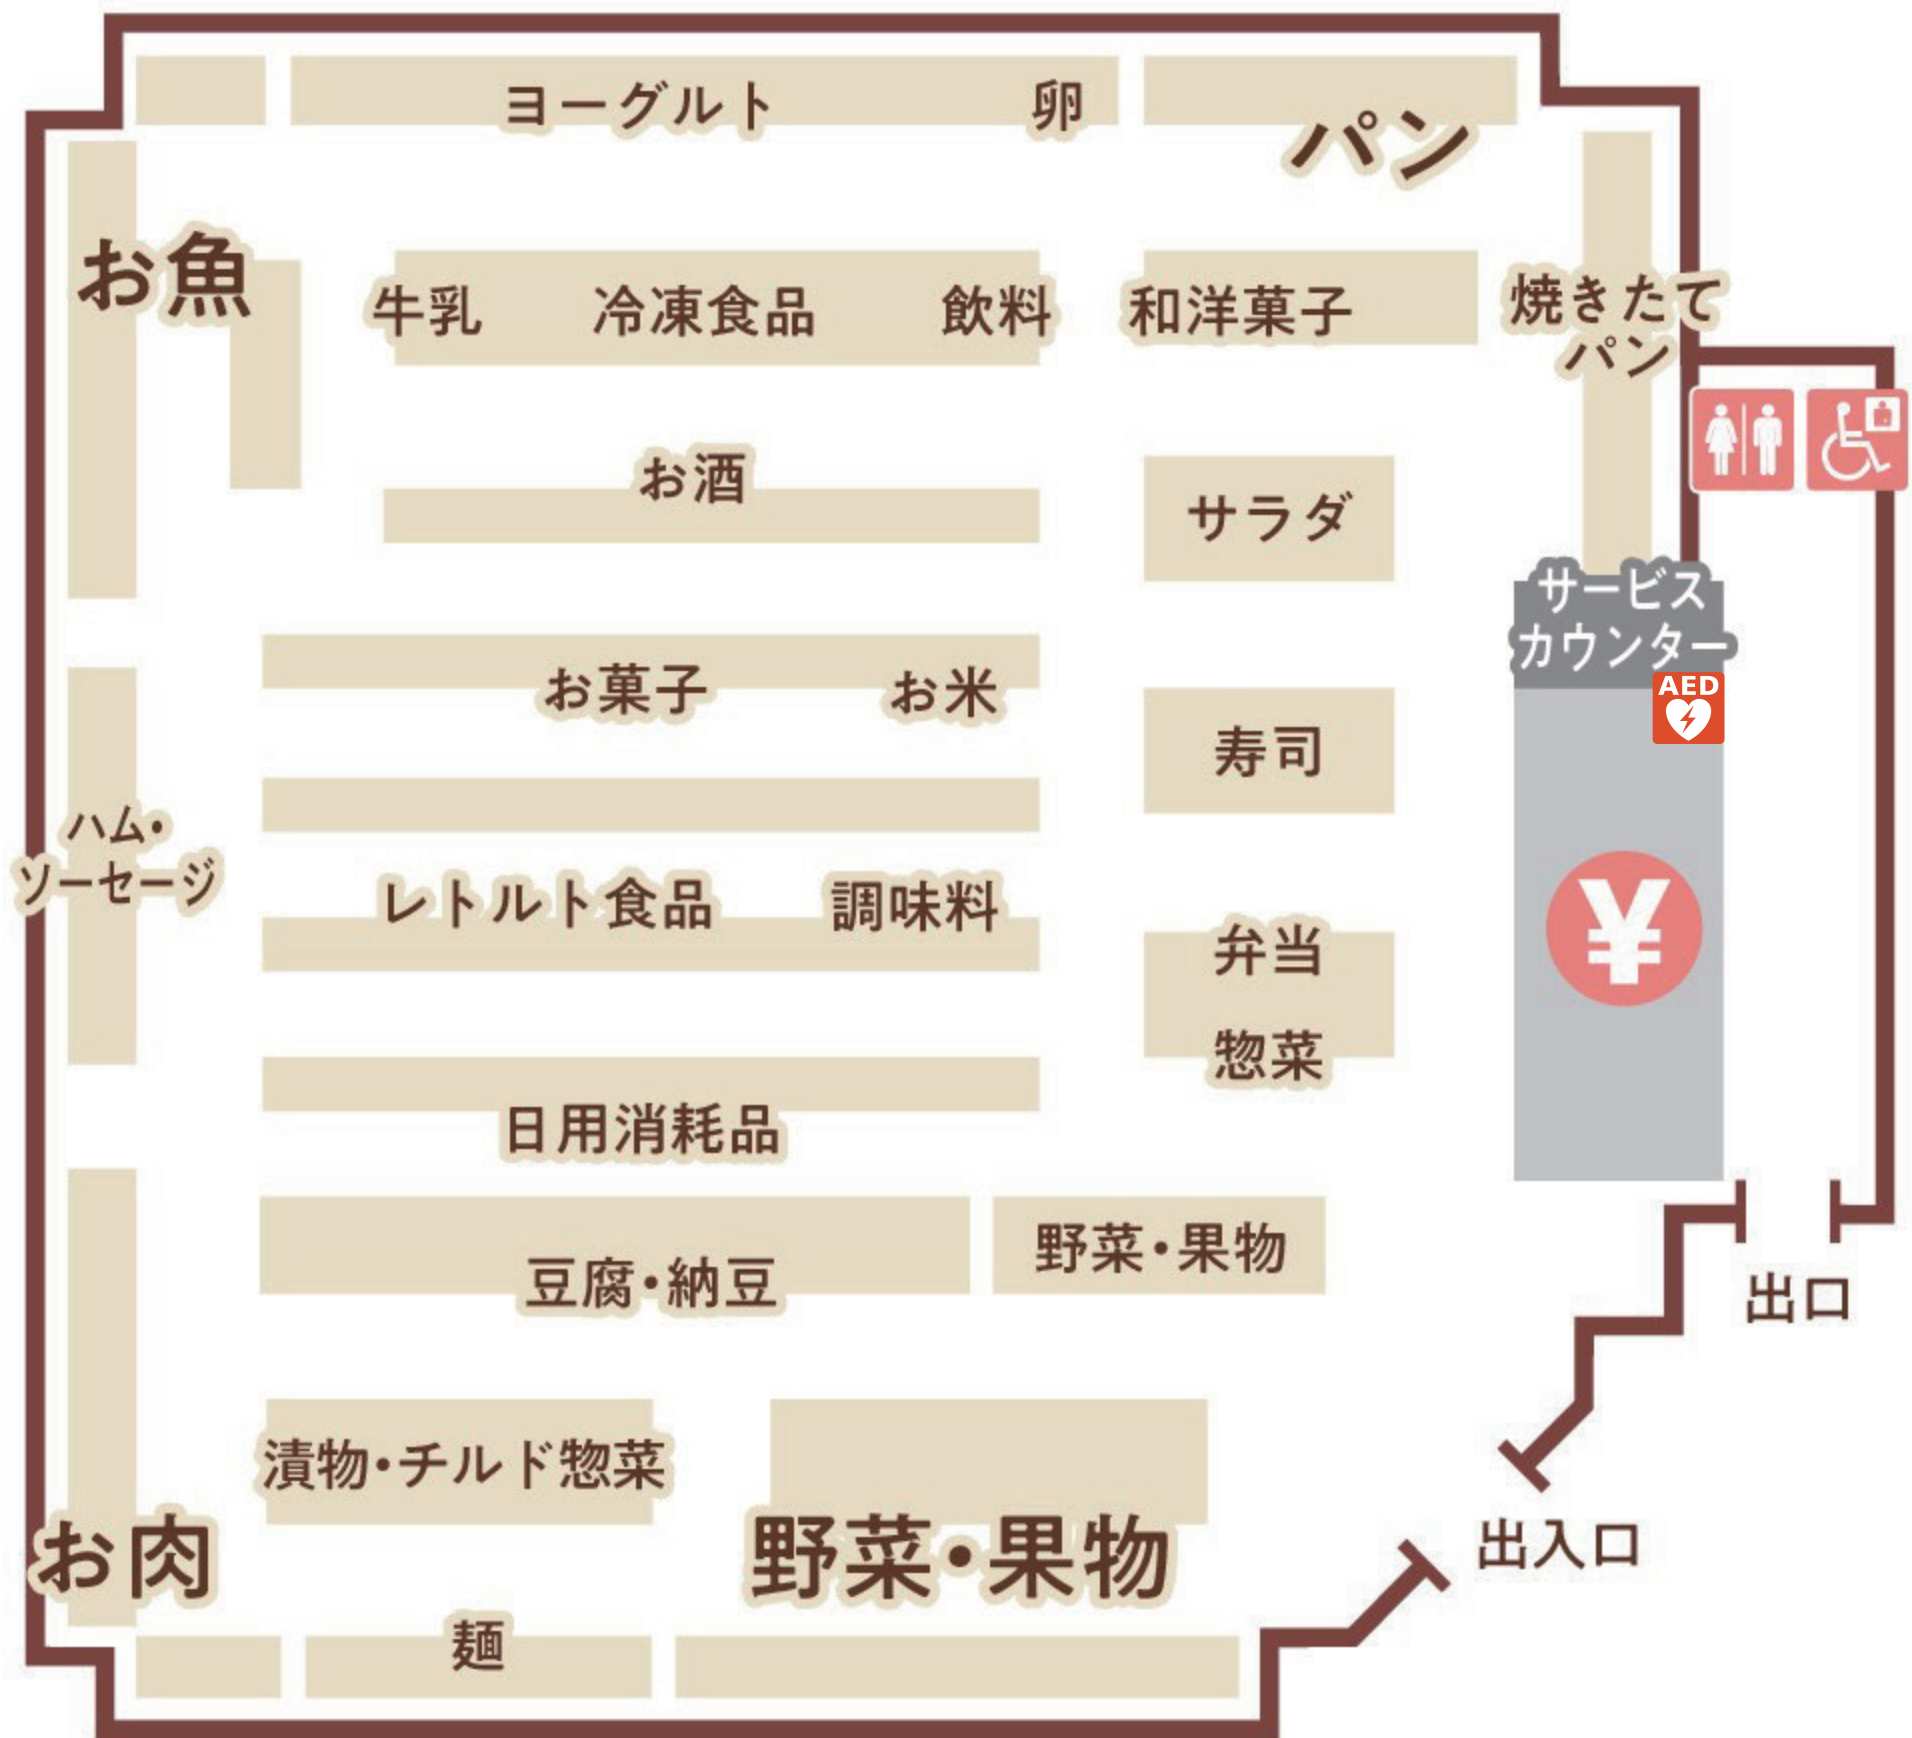 ヨーグルト
卵
パン
お魚
牛乳
冷凍食品
飲料
和洋菓子
焼きたて
パン
お酒
サラダ
サービス
カウンター
AED
お菓子
お米
寿司
ハム・
ソーセージ
レトルト食品
調味料
¥
弁当
惣菜
日用消耗品
豆腐・納豆
野菜・果物
出口
漬物・チルド惣菜
お肉
野菜・果物
出入口
麺